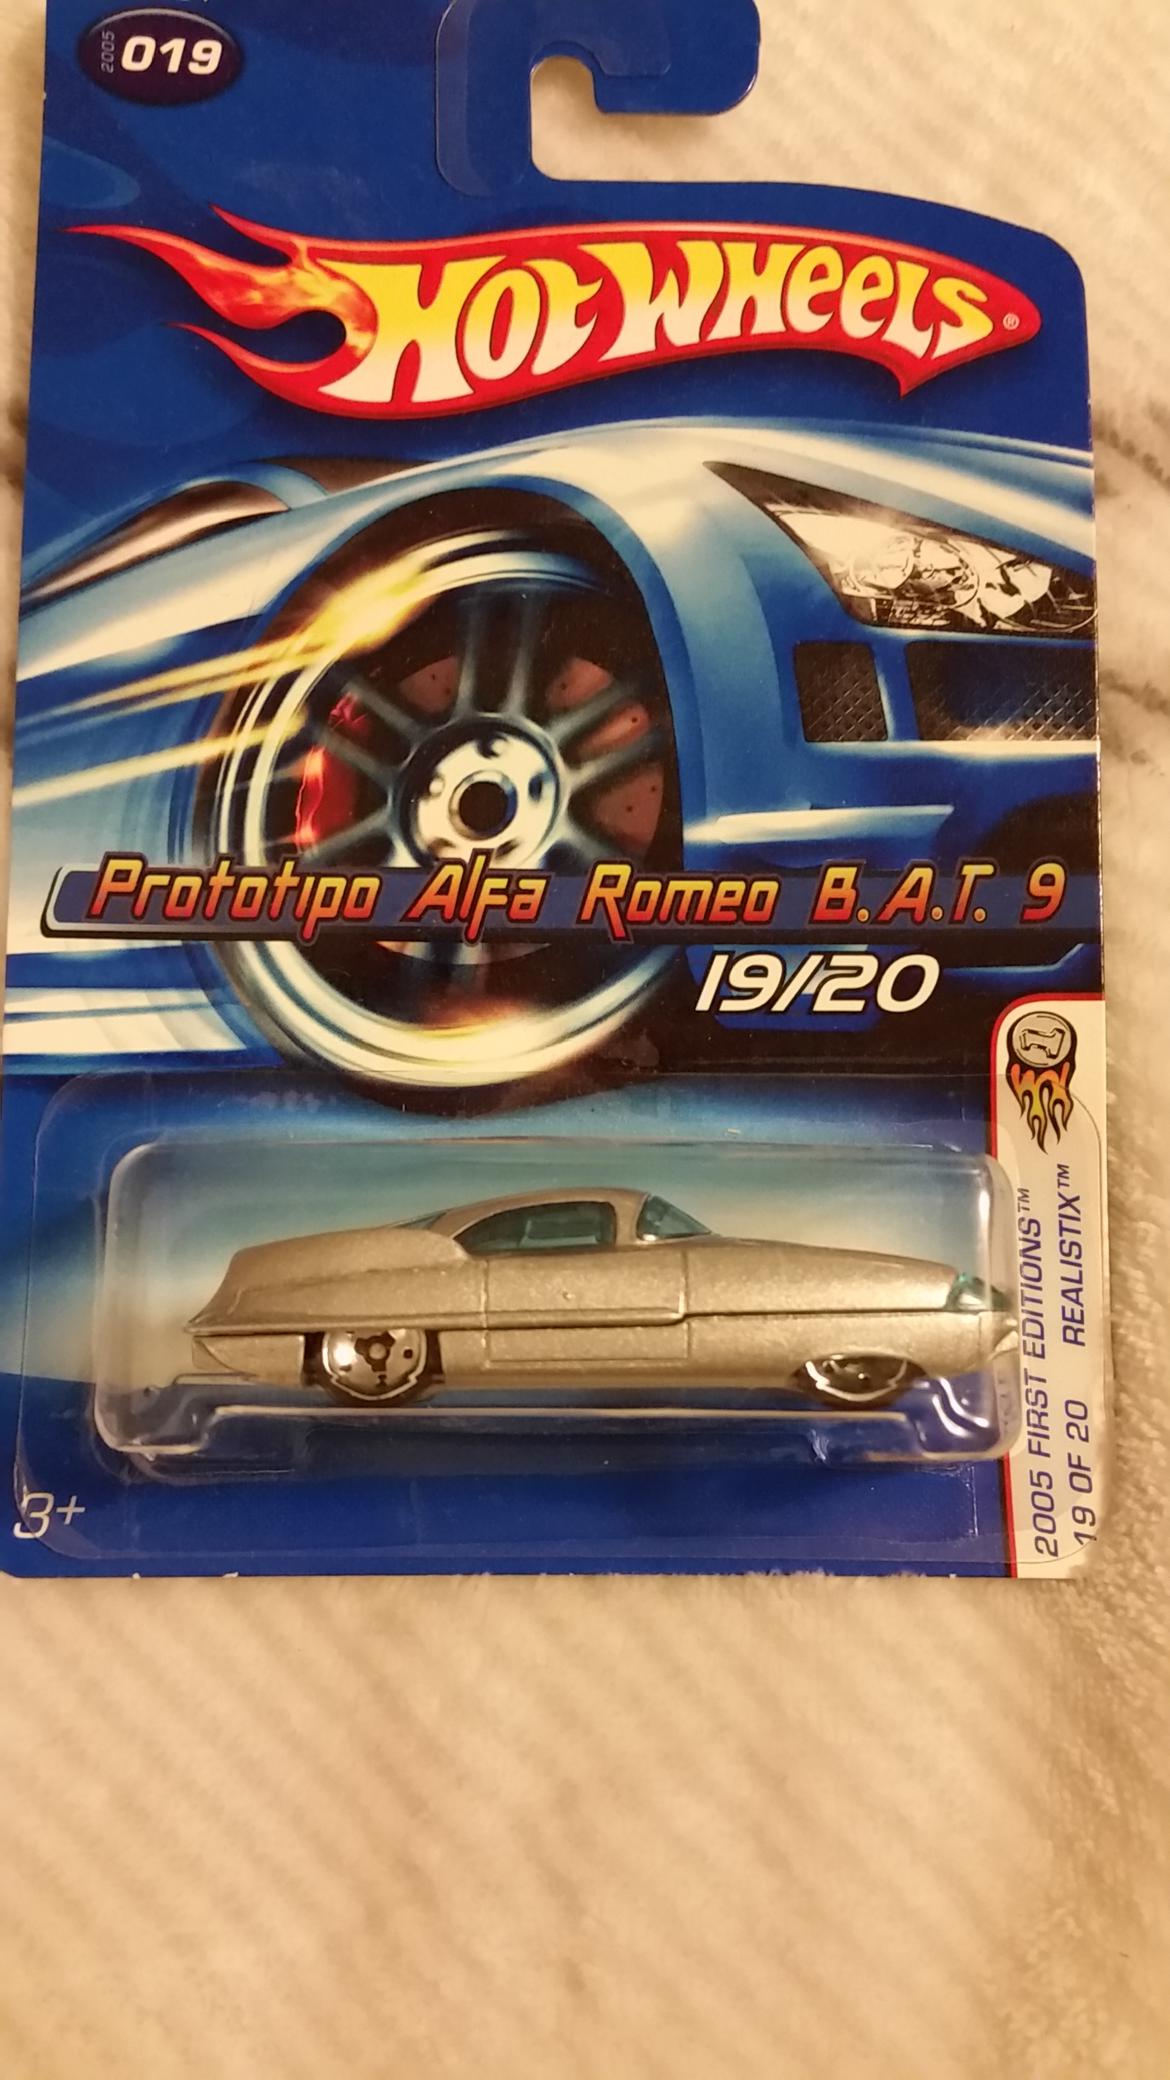 2005 019
HOT WHEELS®
Prototipo Alfa Romeo B.A.T. 9
19/20
2005 FIRST EDITIONS™
19 OF 20 REALISTIX™
3+